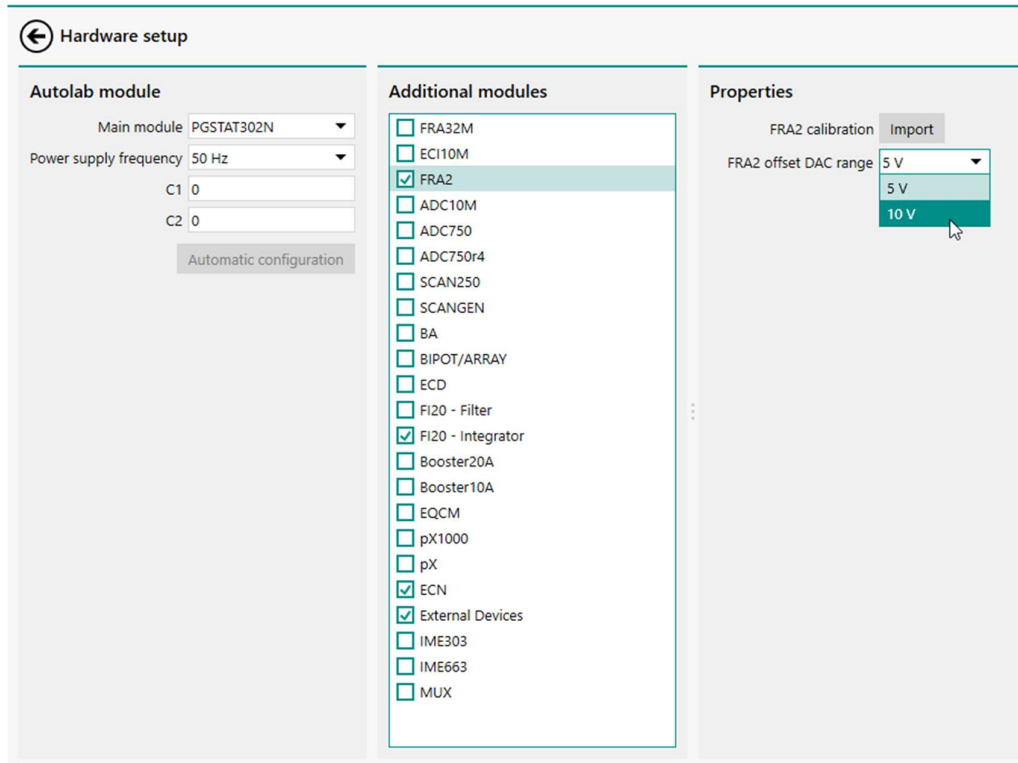 Hardware setup
Autolab module
Main module PGSTAT302N
Power supply frequency 50 Hz
C1 0
C2 0
Automatic configuration
Additional modules
FRA32M
ECI10M
FRA2
ADC10M
ADC750
ADC750r4
SCAN250
SCANGEN
BA
BIPOT/ARRAY
ECD
FI20 - Filter
FI20 - Integrator
Booster20A
Booster10A
EQCM
pX1000
pX
ECN
External Devices
IME303
IME663
MUX
Properties
FRA2 calibration Import
FRA2 offset DAC range 5 V
5 V
10 V